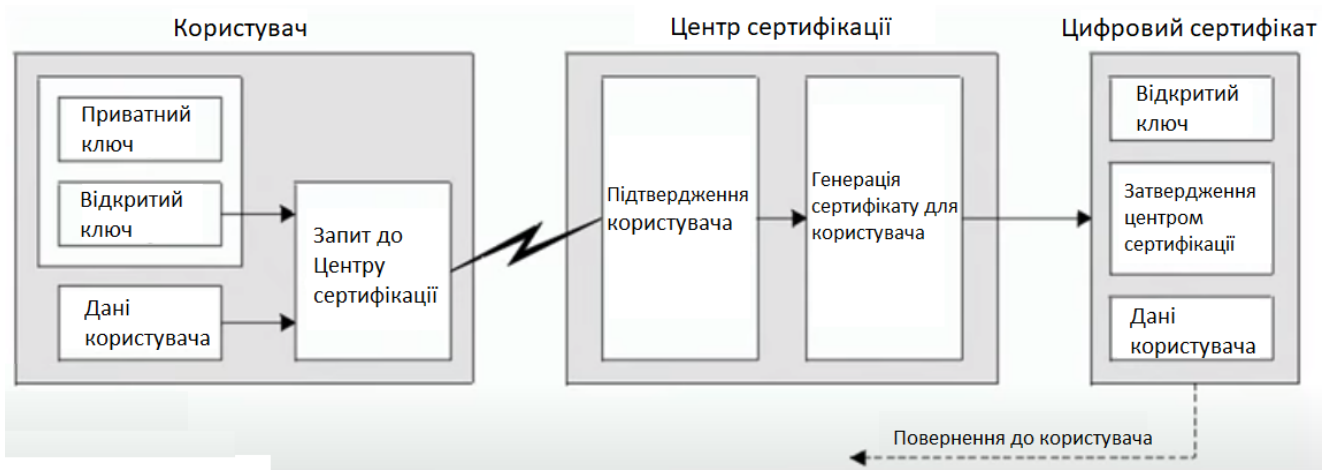 Користувач
Приватний
ключ
Відкритий
ключ
Дані
користувача
Запит до
Центру
сертифікації
Центр сертифікації
Підтвердження
користувача
Генерація
сертифікату для
користувача
Цифровий сертифікат
Відкритий
ключ
Затвердження
центром
сертифікації
Дані
користувача
Повернення до користувача